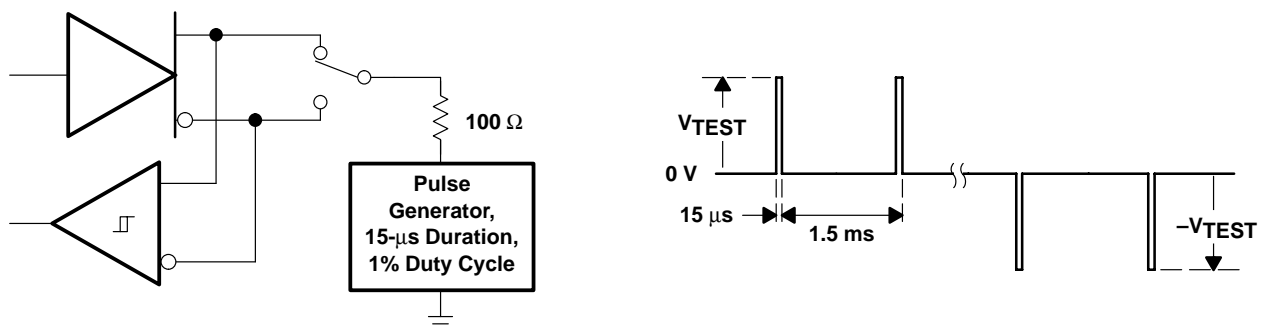 100 Ω
Pulse
Generator,
15-μs Duration,
1% Duty Cycle
VTEST
0 V
15 μs
1.5 ms
–VTEST